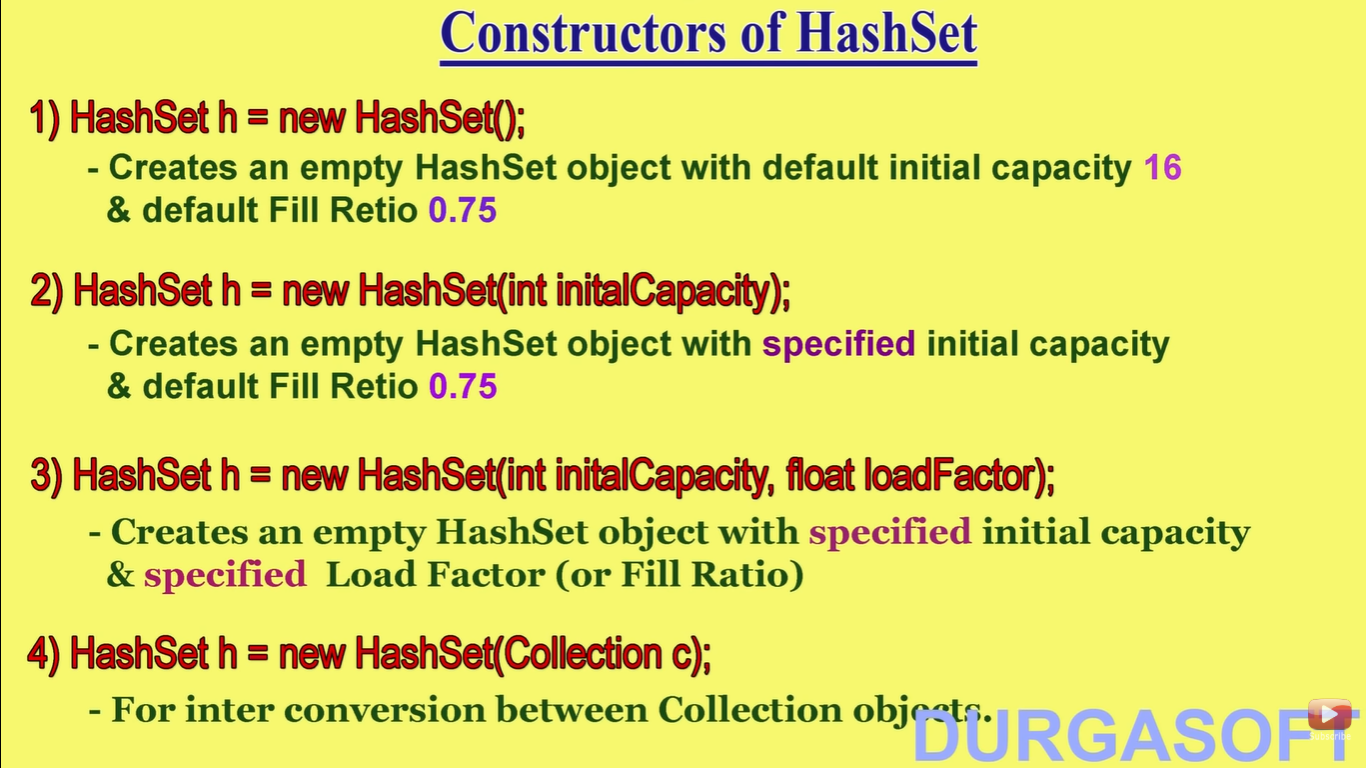 Constructors of HashSet
1) HashSet h = new HashSet();
- Creates an empty HashSet object with default initial capacity 16
& default Fill Retio 0.75
2) HashSet h = new HashSet(int initalCapacity);
- Creates an empty HashSet object with specified initial capacity
& default Fill Retio 0.75
3) HashSet h = new HashSet(int initalCapacity, float loadFactor);
- Creates an empty HashSet object with specified initial capacity
& specified Load Factor (or Fill Ratio)
4) HashSet h = new HashSet(Collection c);
- For inter conversion between Collection objects.
DURGASOFT
Subscribe